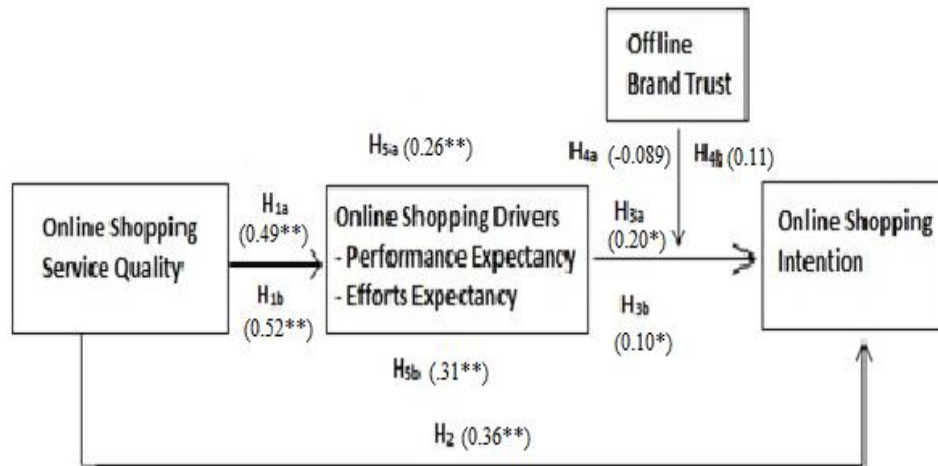 Offline
Brand Trust
H5a (0.26**)
H4a (-0.089)
H4b (0.11)
Online Shopping
Service Quality
H1a
(0.49**)
H1b
(0.52**)
Online Shopping Drivers
- Performance Expectancy
- Efforts Expectancy
H3a
(0.20*)
H3b
(0.10*)
Online Shopping
Intention
H5b (.31**)
H2 (0.36**)